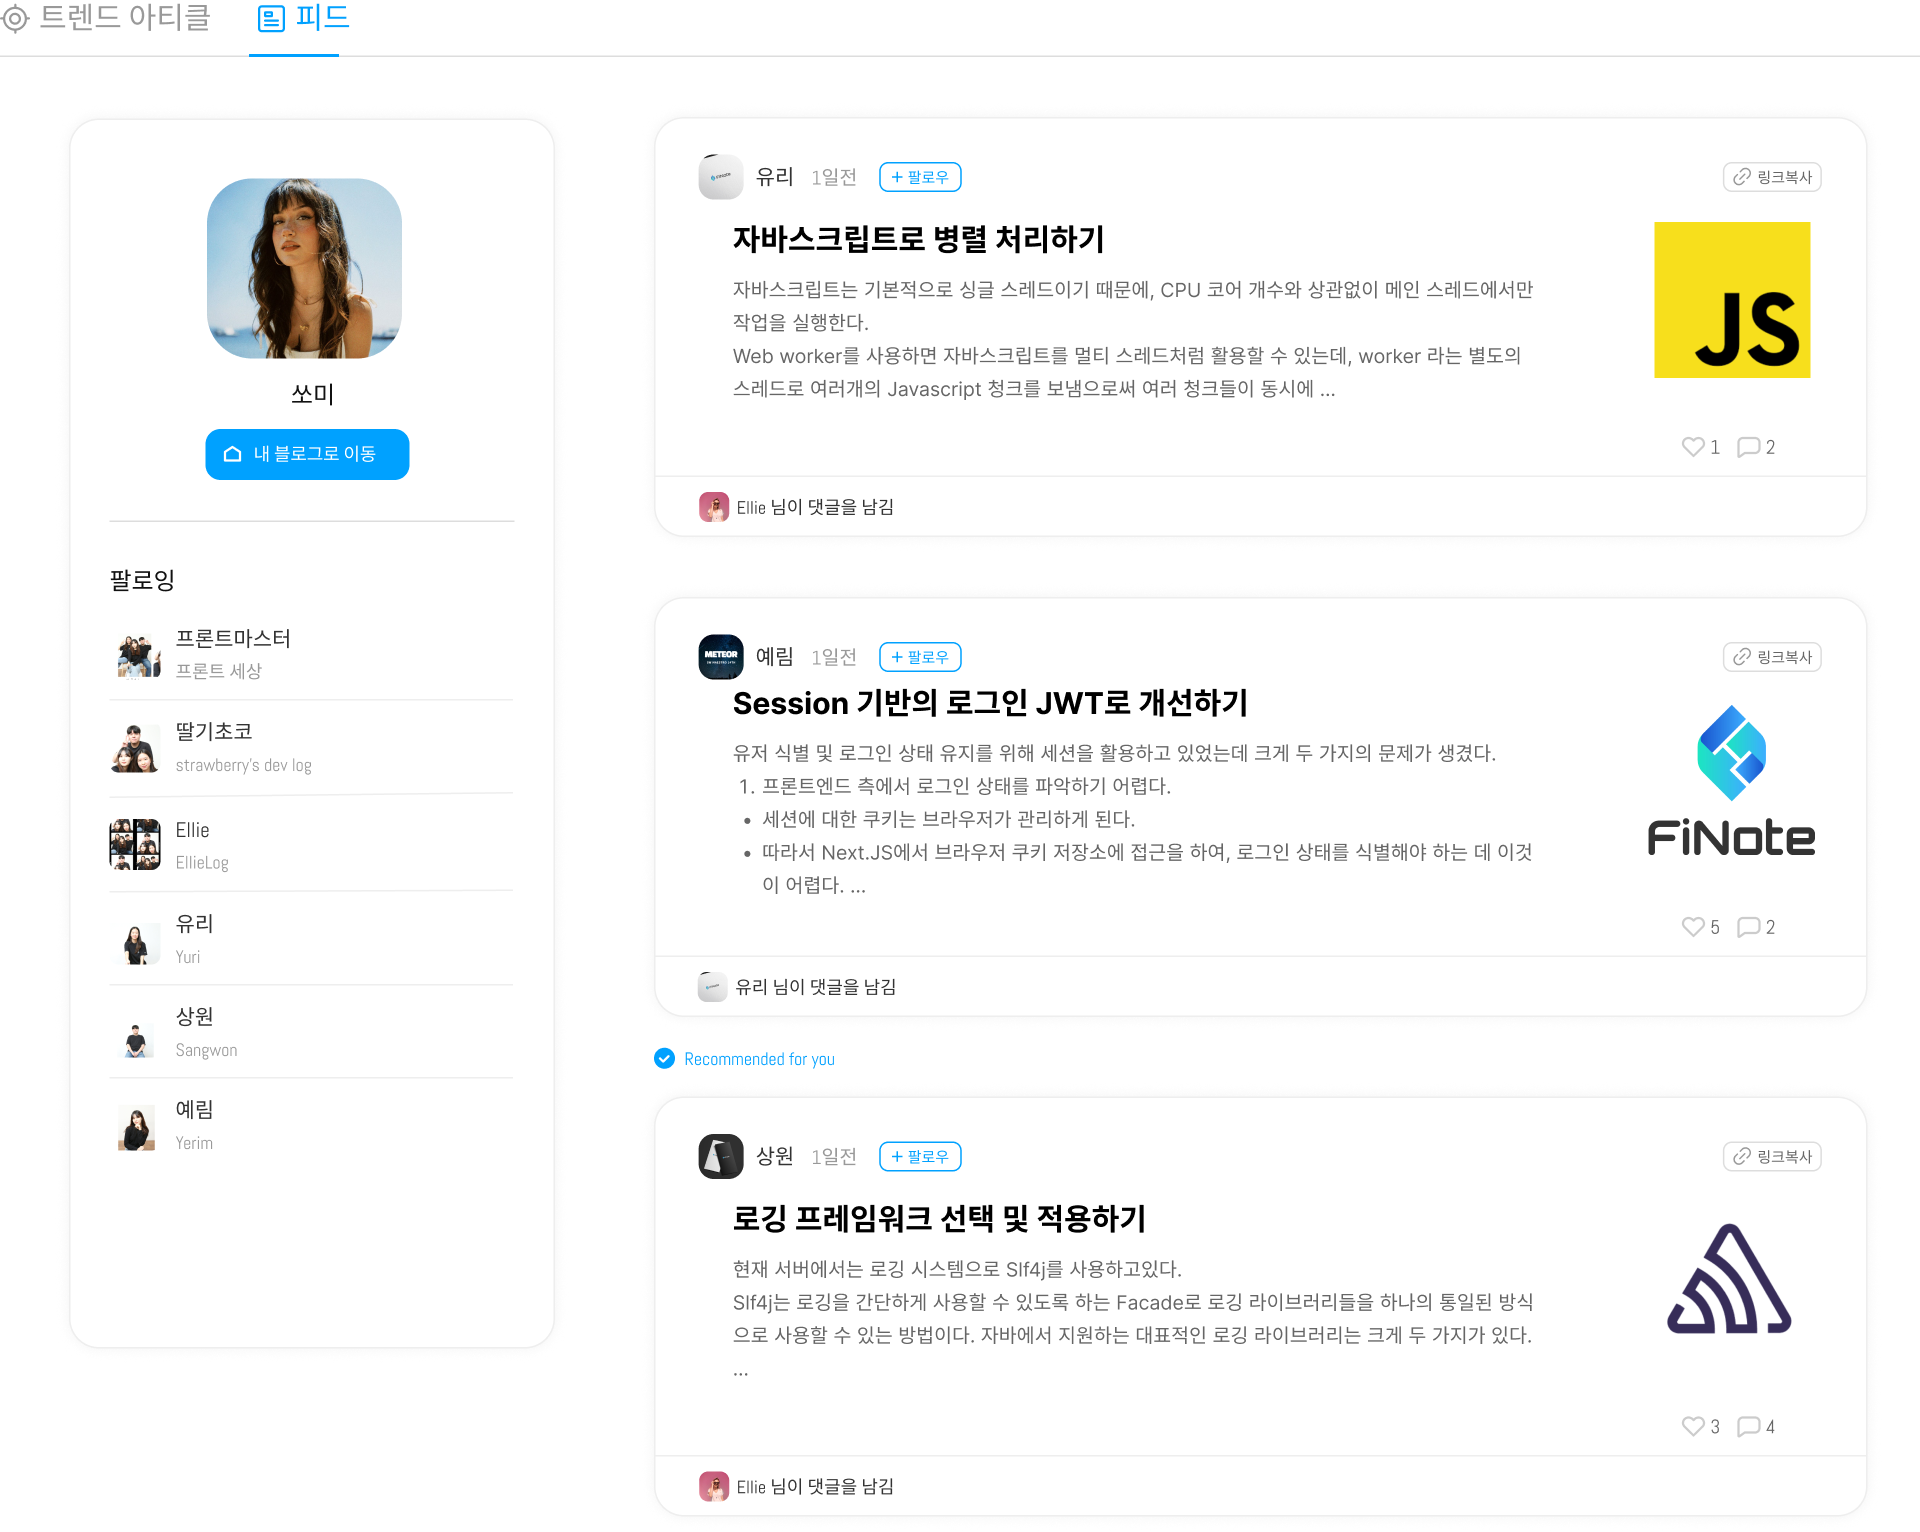 트렌드 아티클
피드
쏘미
내 블로그로 이동
팔로잉
프론트마스터
프론트 세상
딸기초코
strawberry's dev log
Ellie
EllieLog
유리
Yuri
상원
Sangwon
예림
Yerim
유리 1일전 + 팔로우 링크복사
자바스크립트로 병렬 처리하기
자바스크립트는 기본적으로 싱글 스레드이기 때문에, CPU 코어 개수와 상관없이 메인 스레드에서만
작업을 실행한다.
Web worker를 사용하면 자바스크립트를 멀티 스레드처럼 활용할 수 있는데, worker 라는 별도의
스레드로 여러개의 Javascript 청크를 보냄으로써 여러 청크들이 동시에 ...
JS
1 2
Ellie 님이 댓글을 남김
METEOR
예림 1일전 + 팔로우 링크복사
Session 기반의 로그인 JWT로 개선하기
유저 식별 및 로그인 상태 유지를 위해 세션을 활용하고 있었는데 크게 두 가지의 문제가 생겼다.
1. 프론트엔드 측에서 로그인 상태를 파악하기 어렵다.
• 세션에 대한 쿠키는 브라우저가 관리하게 된다.
• 따라서 Next.JS에서 브라우저 쿠키 저장소에 접근을 하여, 로그인 상태를 식별해야 하는 데 이것
이 어렵다. ...
FiNote
5 2
유리 님이 댓글을 남김
Recommended for you
상원 1일전 + 팔로우 링크복사
로깅 프레임워크 선택 및 적용하기
현재 서버에서는 로깅 시스템으로 Slf4j를 사용하고있다.
Slf4j는 로깅을 간단하게 사용할 수 있도록 하는 Facade로 로깅 라이브러리들을 하나의 통일된 방식
으로 사용할 수 있는 방법이다. 자바에서 지원하는 대표적인 로깅 라이브러리는 크게 두 가지가 있다.
...
3 4
Ellie 님이 댓글을 남김